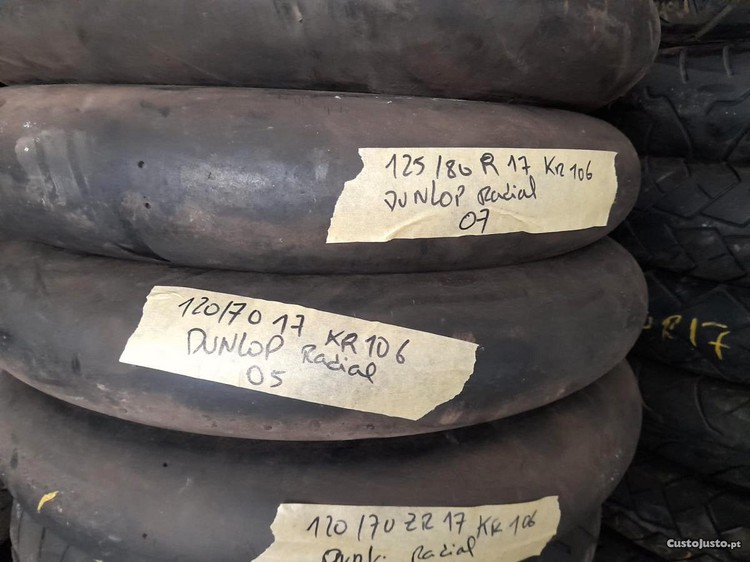 125/80 R 17 KR 106
DUNLOP Radial
07
120/70 17 KR 106
DUNLOP Radial
05
R17
120/70 ZR 17 KR 106
Dunl. Radial
CustoJusto.pt